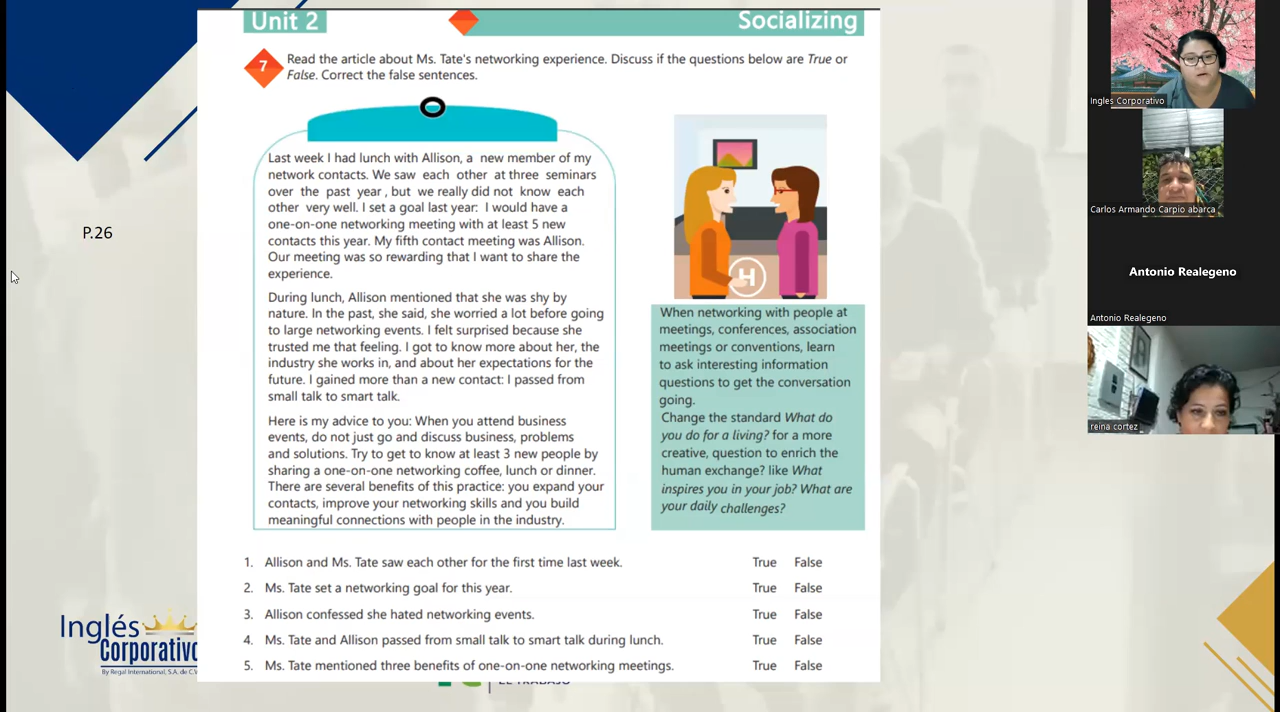 Unit 2
Socializing
7
Read the article about Ms. Tate's networking experience. Discuss if the questions below are True or
False. Correct the false sentences.
P.26
Last week I had lunch with Allison, a new member of my
network contacts. We saw each other at three seminars
over the past year , but we really did not know each
other very well. I set a goal last year: I would have a
one-on-one networking meeting with at least 5 new
contacts this year. My fifth contact meeting was Allison.
Our meeting was so rewarding that I want to share the
experience.
During lunch, Allison mentioned that she was shy by
nature. In the past, she said, she worried a lot before going
to large networking events. I felt surprised because she
trusted me that feeling. I got to know more about her, the
industry she works in, and about her expectations for the
future. I gained more than a new contact: I passed from
small talk to smart talk.
Here is my advice to you: When you attend business
events, do not just go and discuss business, problems
and solutions. Try to get to know at least 3 new people by
sharing a one-on-one networking coffee, lunch or dinner.
There are several benefits of this practice: you expand your
contacts, improve your networking skills and you build
meaningful connections with people in the industry.
H
When networking with people at
meetings, conferences, association
meetings or conventions, learn
to ask interesting information
questions to get the conversation
going.
Change the standard What do
you do for a living? for a more
creative, question to enrich the
human exchange? like What
inspires you in your job? What are
your daily challenges?
1. Allison and Ms. Tate saw each other for the first time last week. True False
2. Ms. Tate set a networking goal for this year. True False
3. Allison confessed she hated networking events. True False
4. Ms. Tate and Allison passed from small talk to smart talk during lunch. True False
5. Ms. Tate mentioned three benefits of one-on-one networking meetings. True False
Inglés
Corporativo
By Regal International, S.A. de C.V
EL TRABAJO
Ingles Corporativo
Carlos Armando Carpio abarca
Antonio Realegeno
Antonio Realegeno
reina cortez